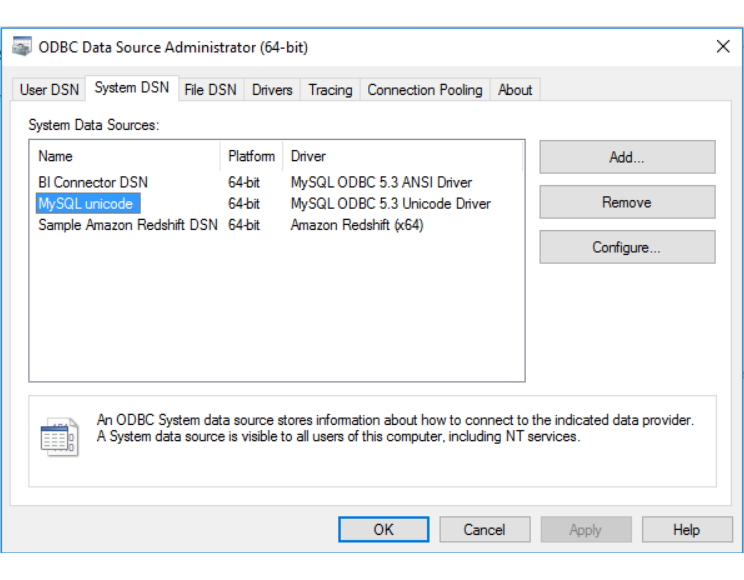 ODBC Data Source Administrator (64-bit)
User DSN System DSN File DSN Drivers Tracing Connection Pooling About
System Data Sources:
Name Platform Driver
BI Connector DSN 64-bit MySQL ODBC 5.3 ANSI Driver
MySQL unicode 64-bit MySQL ODBC 5.3 Unicode Driver
Sample Amazon Redshift DSN 64-bit Amazon Redshift (x64)
Add...
Remove
Configure...
An ODBC System data source stores information about how to connect to the indicated data provider.
A System data source is visible to all users of this computer, including NT services.
OK Cancel Apply Help